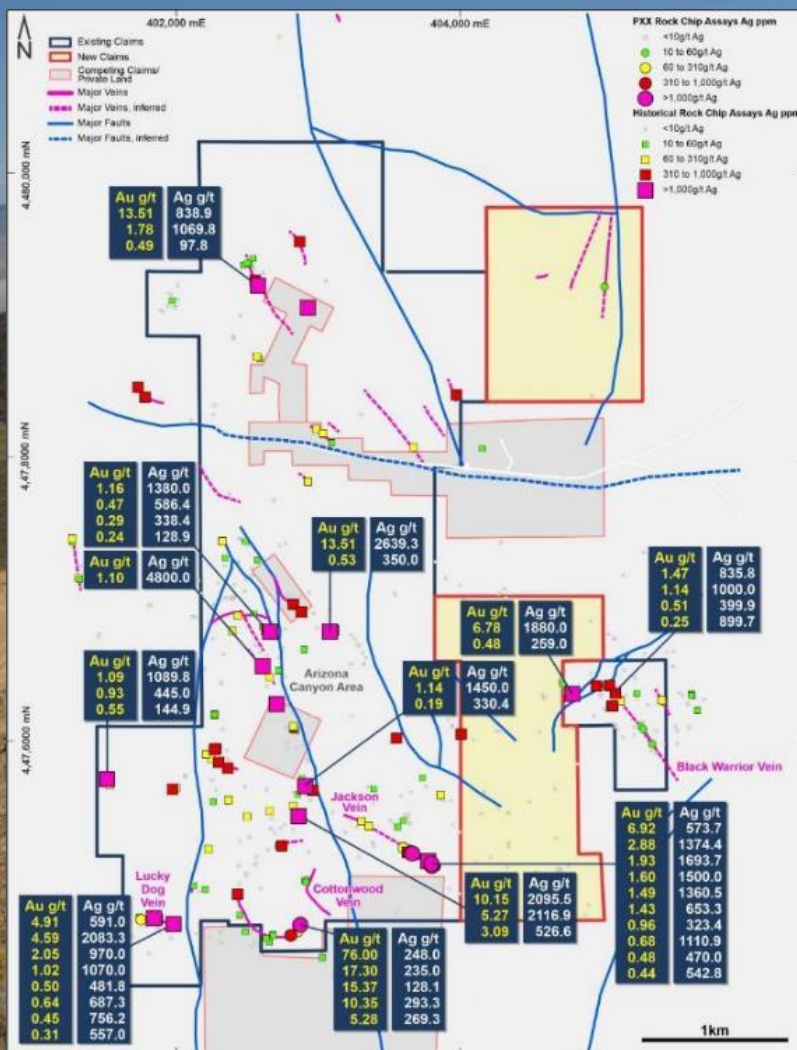 402,000 mE
404,000 mE
N
Existing Claims
New Claims
Competing Claims/
Private Land
Major Veins
Major Veins, inferred
Major Faults
Major Faults, inferred
PXX Rock Chip Assays Ag ppm
<10g/t Ag
10 to 60g/t Ag
60 to 310g/t Ag
310 to 1,000g/t Ag
>1,000g/t Ag
Historical Rock Chip Assays Ag ppm
<10g/t Ag
10 to 60g/t Ag
60 to 310g/t Ag
310 to 1,000g/t Ag
>1,000g/t Ag
4,480,000 mN
Au g/t Ag g/t
13.51 838.9
1.78 1069.8
0.49 97.8
4,47,8000 mN
Au g/t Ag g/t
1.16 1380.0
0.47 586.4
0.29 338.4
0.24 128.9
Au g/t Ag g/t
1.10 4800.0
Au g/t Ag g/t
13.51 2639.3
0.53 350.0
Au g/t Ag g/t
1.47 835.8
1.14 1000.0
0.51 399.9
0.25 899.7
Au g/t Ag g/t
6.78 1880.0
0.48 259.0
Arizona
Canyon Area
Au g/t Ag g/t
1.09 1089.8
0.93 445.0
0.55 144.9
Au g/t Ag g/t
1.14 1450.0
0.19 330.4
4,47,6000 mN
Black Warrior Vein
Jackson
Vein
Au g/t Ag g/t
6.92 573.7
2.88 1374.4
1.93 1693.7
1.60 1500.0
1.49 1360.5
1.43 653.3
0.96 323.4
0.68 1110.9
0.48 470.0
0.44 542.8
Lucky
Dog
Vein
Cottonwood
Vein
Au g/t Ag g/t
10.15 2095.5
5.27 2116.9
3.09 526.6
Au g/t Ag g/t
4.91 591.0
4.59 2083.3
2.05 970.0
1.02 1070.0
0.50 481.8
0.64 687.3
0.45 756.2
0.31 557.0
Au g/t Ag g/t
76.00 248.0
17.30 235.0
15.37 128.1
10.35 293.3
5.28 269.3
1km